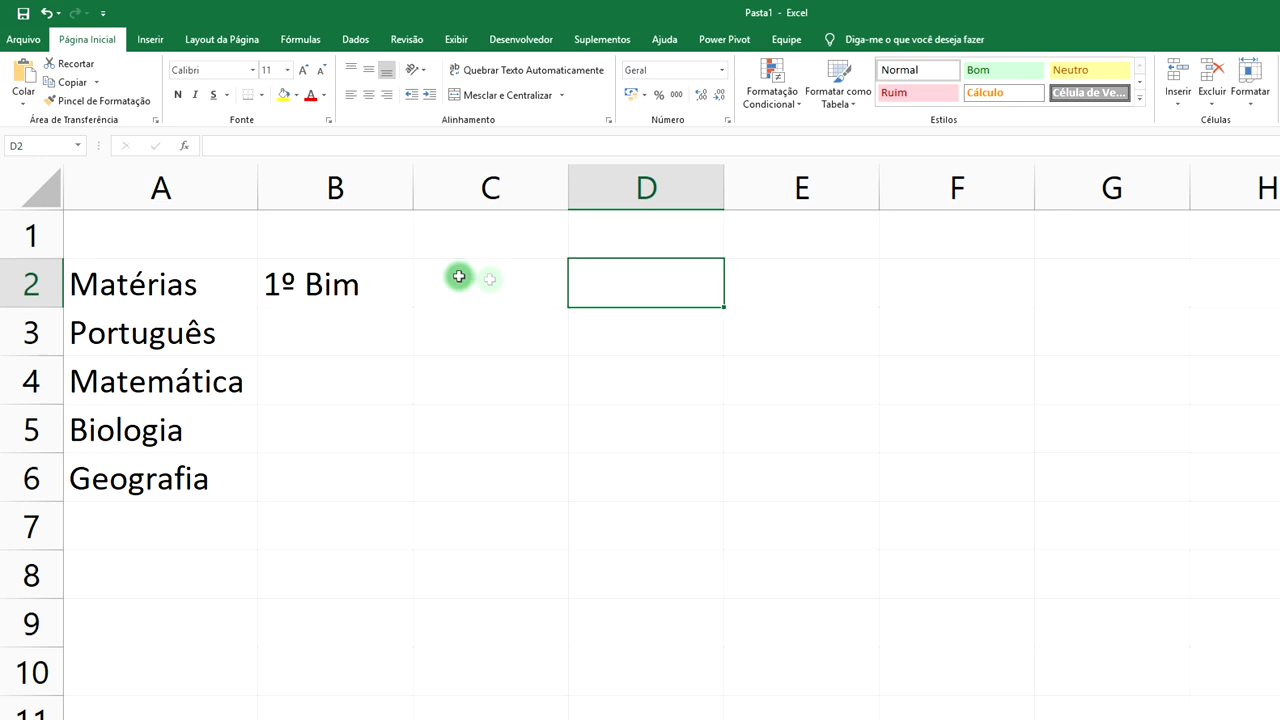 Pasta1 - Excel
Arquivo Página Inicial Inserir Layout da Página Fórmulas Dados Revisão Exibir Desenvolvedor Suplementos Ajuda Power Pivot Equipe Diga-me o que você deseja fazer
Colar
Recortar
Copiar
Pincel de Formatação
Área de Transferência
Calibri 11
N I S
Fonte
Quebrar Texto Automaticamente
Mesclar e Centralizar
Alinhamento
Geral
% 000
Número
Formatação Condicional
Formatar como Tabela
Normal Bom Neutro
Ruim Cálculo Célula de Ve...
Estilos
Inserir Excluir Formatar
Células
D2
fx
A B C D E F G H
1
2 Matérias 1º Bim
3 Português
4 Matemática
5 Biologia
6 Geografia
7
8
9
10
11